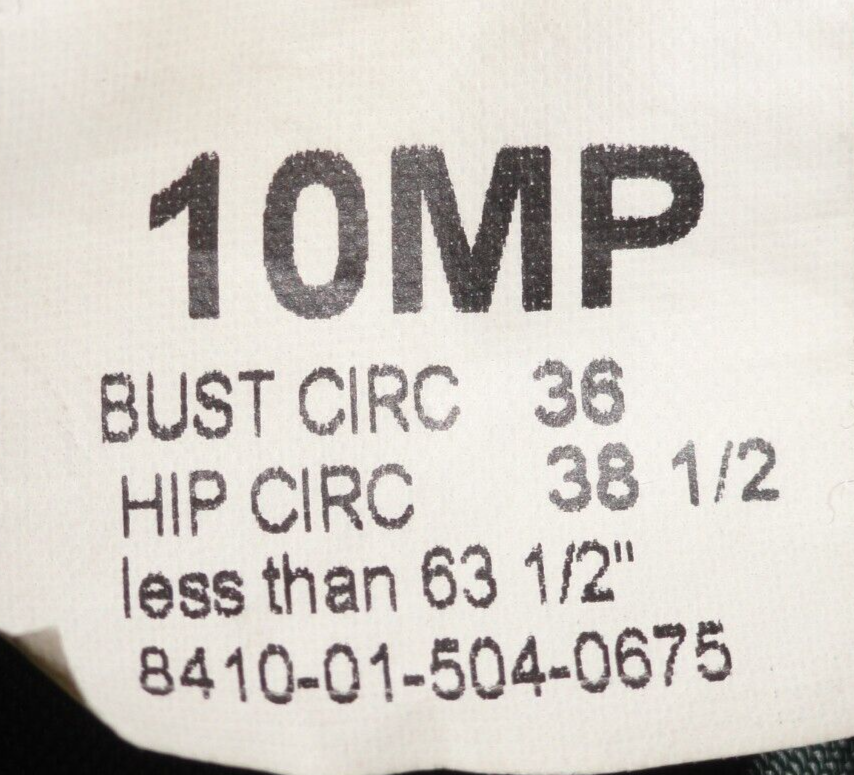 10MP
BUST CIRC 36
HIP CIRC 38 1/2
less than 63 1/2"
8410-01-504-0675